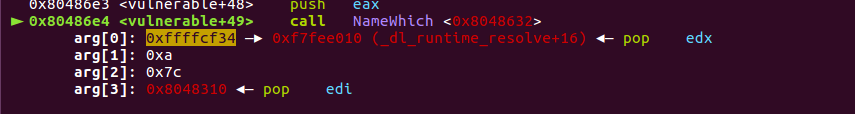 0x80486e3 <vulnerable+48> push eax
► 0x80486e4 <vulnerable+49> call NameWhich <0x8048632>
arg[0]: 0xffffcf34 —▸ 0xf7fee010 (_dl_runtime_resolve+16) ◂— pop edx
arg[1]: 0xa
arg[2]: 0x7c
arg[3]: 0x8048310 ◂— pop edi